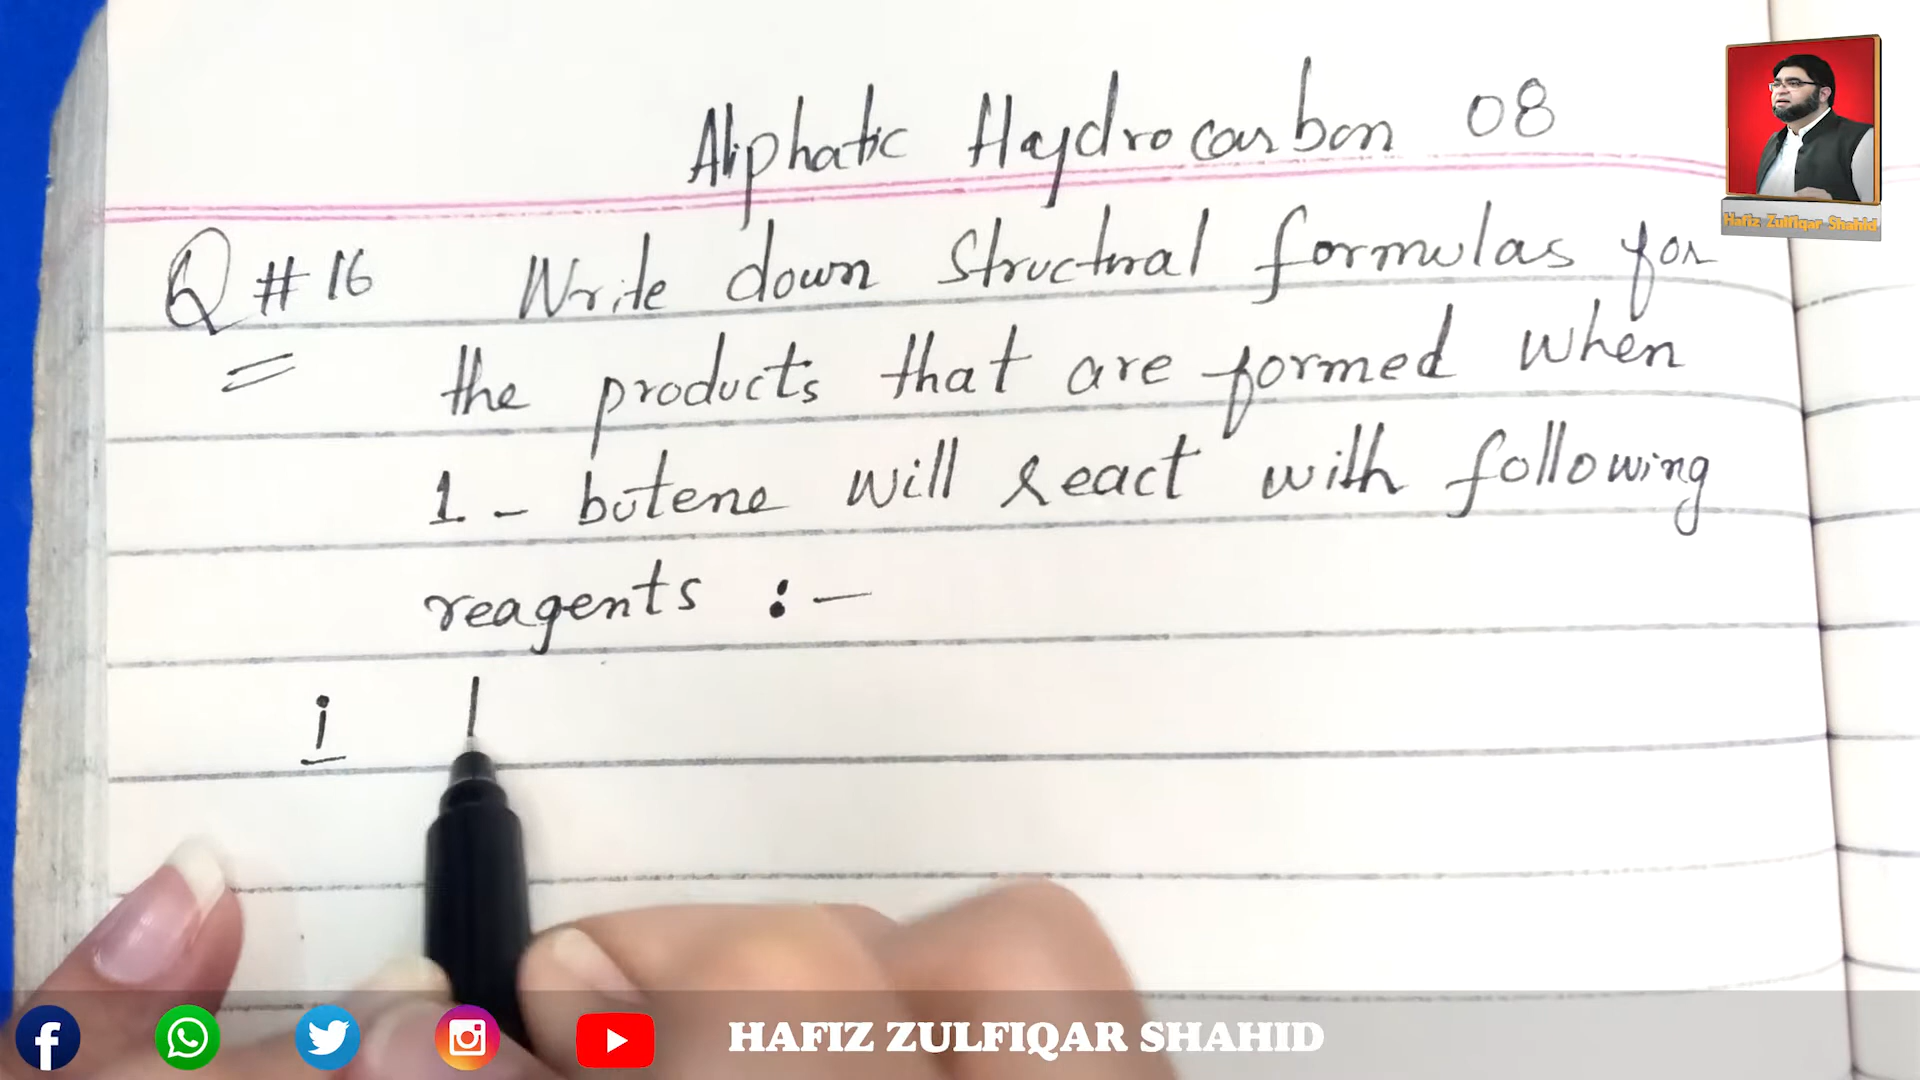 Aliphatic Hydrocarbon 08
Q # 16 Write down Structural formulas for
the products that are formed when
1 - butene will react with following
reagents :-
i
Hafiz Zulfiqar Shahid
HAFIZ ZULFIQAR SHAHID